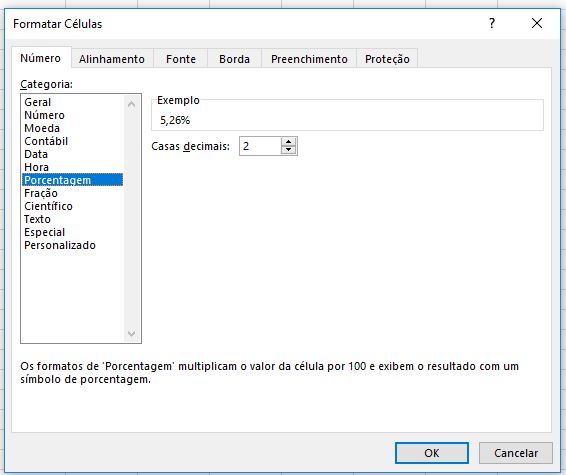 Formatar Células
?
Número Alinhamento Fonte Borda Preenchimento Proteção
Categoria:
Geral
Número
Moeda
Contábil
Data
Hora
Porcentagem
Fração
Científico
Texto
Especial
Personalizado
Exemplo
5,26%
Casas decimais: 2
Os formatos de 'Porcentagem' multiplicam o valor da célula por 100 e exibem o resultado com um
símbolo de porcentagem.
OK Cancelar